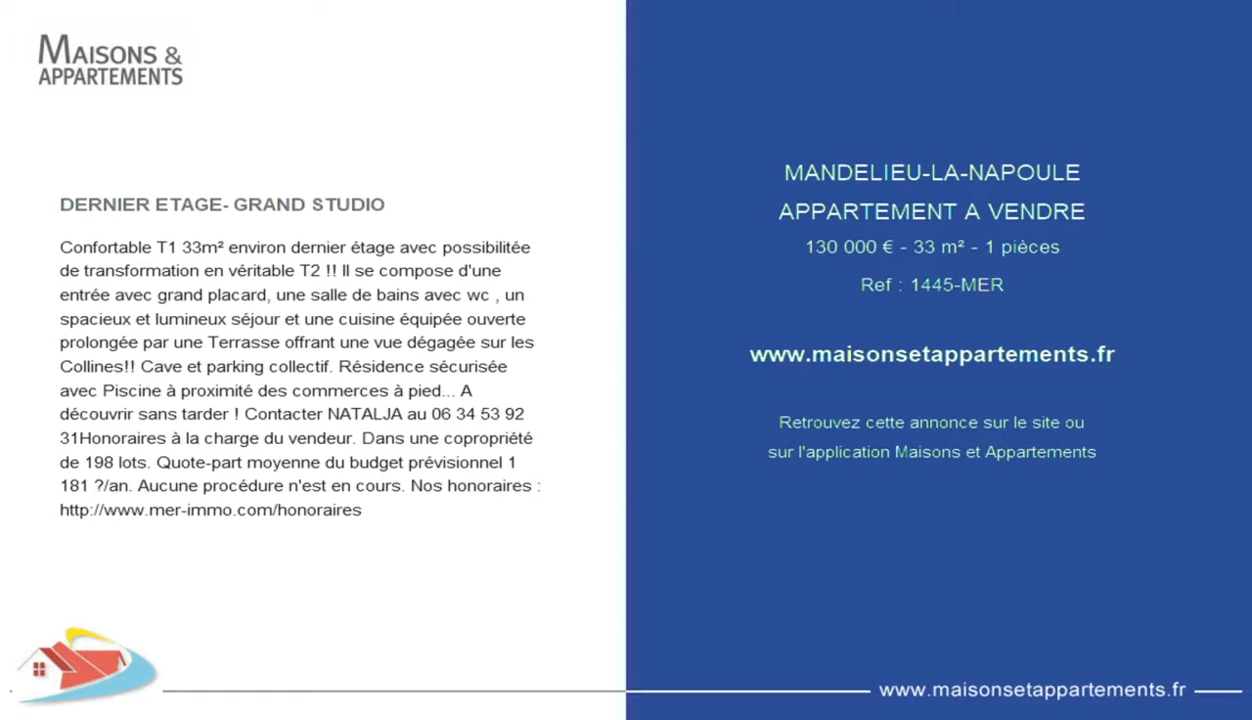 MAISONS &
APPARTEMENTS
DERNIER ETAGE- GRAND STUDIO
Confortable T1 33m² environ dernier étage avec possibilitée
de transformation en véritable T2 !! Il se compose d'une
entrée avec grand placard, une salle de bains avec wc , un
spacieux et lumineux séjour et une cuisine équipée ouverte
prolongée par une Terrasse offrant une vue dégagée sur les
Collines!! Cave et parking collectif. Résidence sécurisée
avec Piscine à proximité des commerces à pied... A
découvrir sans tarder ! Contacter NATALJA au 06 34 53 92
31Honoraires à la charge du vendeur. Dans une copropriété
de 198 lots. Quote-part moyenne du budget prévisionnel 1
181 ?/an. Aucune procédure n'est en cours. Nos honoraires :
http://www.mer-immo.com/honoraires
MANDELIEU-LA-NAPOULE
APPARTEMENT A VENDRE
130 000 € - 33 m² - 1 pièces
Ref : 1445-MER
www.maisonsetappartements.fr
Retrouvez cette annonce sur le site ou
sur l'application Maisons et Appartements
www.maisonsetappartements.fr